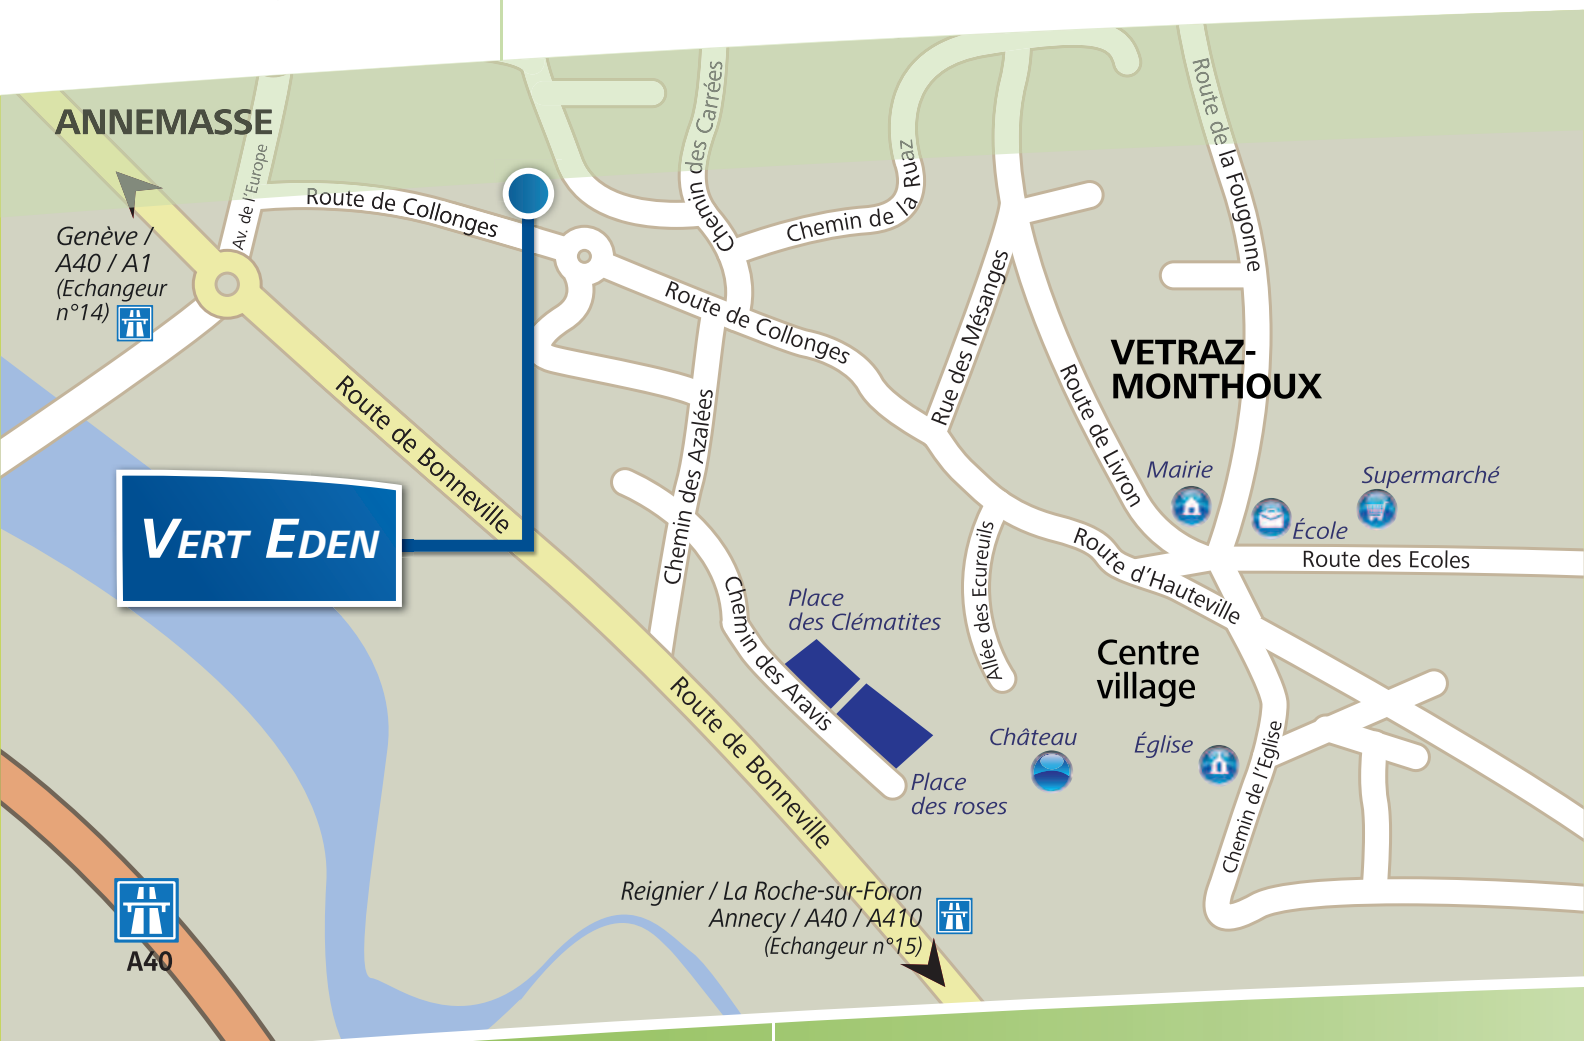 ANNEMASSE
Av. de l'Europe
Genève /
A40 / A1
(Echangeur
n°14)
Route de Collonges
Chemin des Carrées
Chemin de la Ruaz
Route de la Fougonne
Route de Collonges
Rue des Mésanges
Route de Livron
VETRAZ-
MONTHOUX
Route de Bonneville
Chemin des Azalées
VERT EDEN
Mairie
École
Supermarché
Route des Ecoles
Route d'Hauteville
Allée des Ecureuils
Chemin des Aravis
Place
des Clématites
Centre
village
Route de Bonneville
Château
Église
Chemin de l'Eglise
Place
des roses
Reignier / La Roche-sur-Foron
Annecy / A40 / A410
(Echangeur n°15)
A40